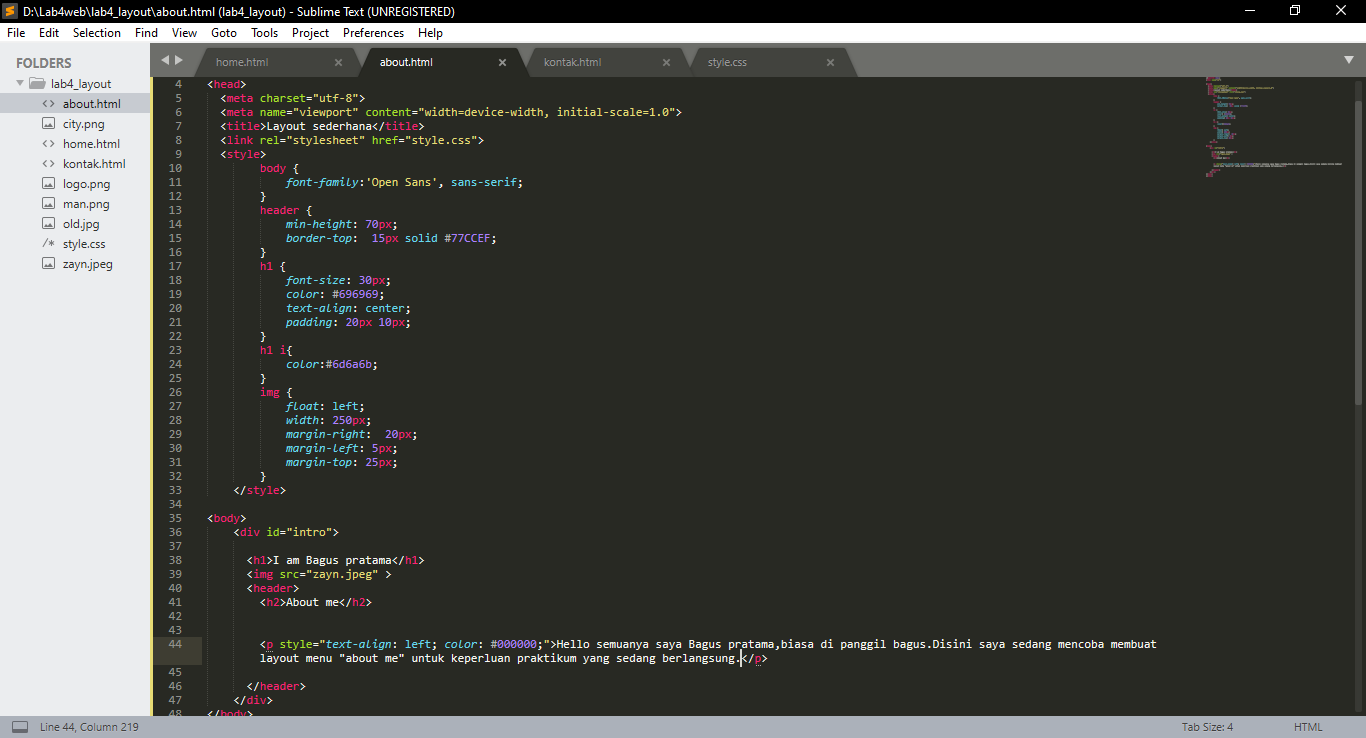 D:\Lab4web\lab4_layout\about.html (lab4_layout) - Sublime Text (UNREGISTERED)
File Edit Selection Find View Goto Tools Project Preferences Help
FOLDERS
lab4_layout
about.html
city.png
home.html
kontak.html
logo.png
man.png
old.jpg
style.css
zayn.jpeg
home.html about.html kontak.html style.css
4 <head>
5 <meta charset="utf-8">
6 <meta name="viewport" content="width=device-width, initial-scale=1.0">
7 <title>Layout sederhana</title>
8 <link rel="stylesheet" href="style.css">
9 <style>
10 body {
11 font-family:'Open Sans', sans-serif;
12 }
13 header {
14 min-height: 70px;
15 border-top:  15px solid #77CCEF;
16 }
17 h1 {
18 font-size: 30px;
19 color: #696969;
20 text-align: center;
21 padding: 20px 10px;
22 }
23 h1 i{
24 color:#6d6a6b;
25 }
26 img {
27 float: left;
28 width: 250px;
29 margin-right:  20px;
30 margin-left: 5px;
31 margin-top: 25px;
32 }
33 </style>
34
35 <body>
36 <div id="intro">
37
38 <h1>I am Bagus pratama</h1>
39 <img src="zayn.jpeg" >
40 <header>
41 <h2>About me</h2>
42
43
44 <p style="text-align: left; color: #000000;">Hello semuanya saya Bagus pratama,biasa di panggil bagus.Disini saya sedang mencoba membuat
layout menu "about me" untuk keperluan praktikum yang sedang berlangsung.</p>
45
46 </header>
47 </div>
48 </body>
Line 44, Column 219 Tab Size: 4 HTML